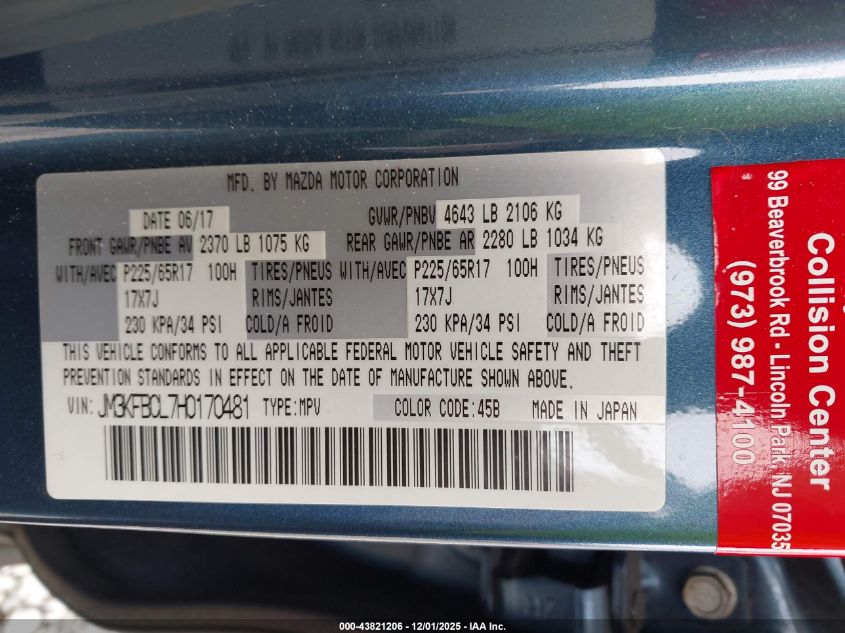 MFD. BY MAZDA MOTOR CORPORATION
DATE 06/17 GVWR/PNBV 4643 LB 2106 KG
FRONT GAWR/PNBE AV 2370 LB 1075 KG REAR GAWR/PNBE AR 2280 LB 1034 KG
WITH/AVEC P225/65R17 100H TIRES/PNEUS WITH/AVEC P225/65R17 100H TIRES/PNEUS
17X7J RIMS/JANTES 17X7J RIMS/JANTES
230 KPA/34 PSI COLD/A FROID 230 KPA/34 PSI COLD/A FROID
THIS VEHICLE CONFORMS TO ALL APPLICABLE FEDERAL MOTOR VEHICLE SAFETY AND THEFT
PREVENTION STANDARDS IN EFFECT ON THE DATE OF MANUFACTURE SHOWN ABOVE.
VIN: JM3KFBCL7H0170481 TYPE:MPV COLOR CODE:45B MADE IN JAPAN
Collision Center
99 Beaverbrook Rd - Lincoln Park, NJ 07035
(973) 987-4100
000-43821206 - 12/01/2025 - IAA Inc.